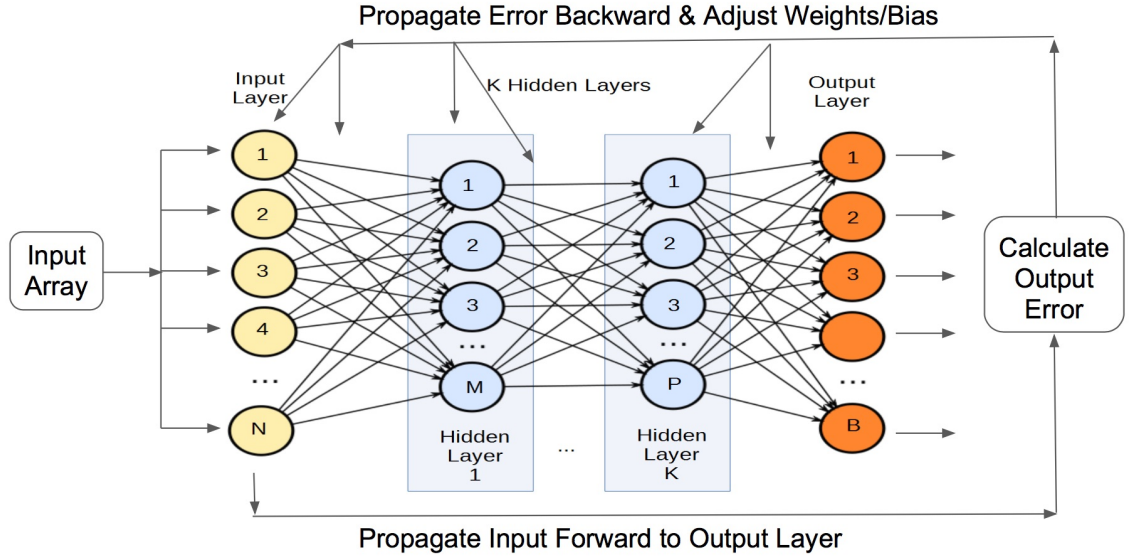 Propagate Error Backward & Adjust Weights/Bias
Input
Layer
K Hidden Layers
Output
Layer
Input
Array
1
2
3
4
...
N
1
2
3
...
M
Hidden
Layer
1
...
1
2
3
...
P
Hidden
Layer
K
1
2
3
...
B
Calculate
Output
Error
Propagate Input Forward to Output Layer